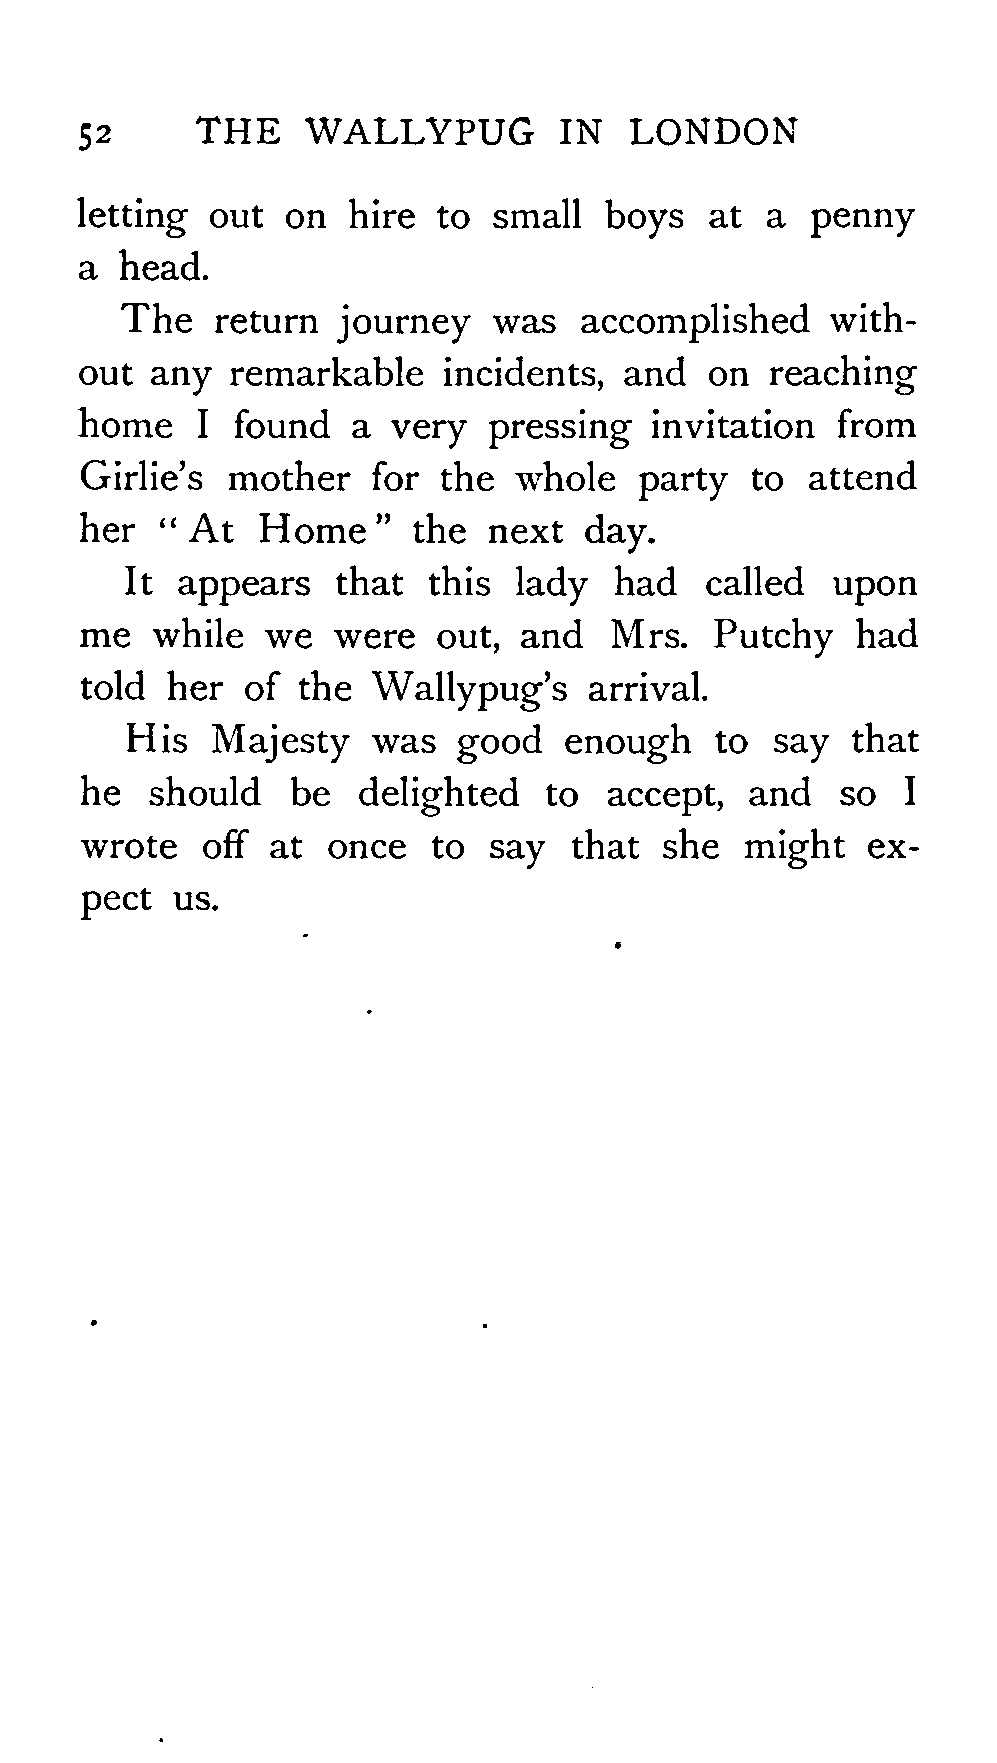 52 THE WALLYPUG IN LONDON
letting out on hire to small boys at a penny
a head.
The return journey was accomplished with-
out any remarkable incidents, and on reaching
home I found a very pressing invitation from
Girlie's mother for the whole party to attend
her " At Home " the next day.
It appears that this lady had called upon
me while we were out, and Mrs. Putchy had
told her of the Wallypug's arrival.
His Majesty was good enough to say that
he should be delighted to accept, and so I
wrote off at once to say that she might ex-
pect us.